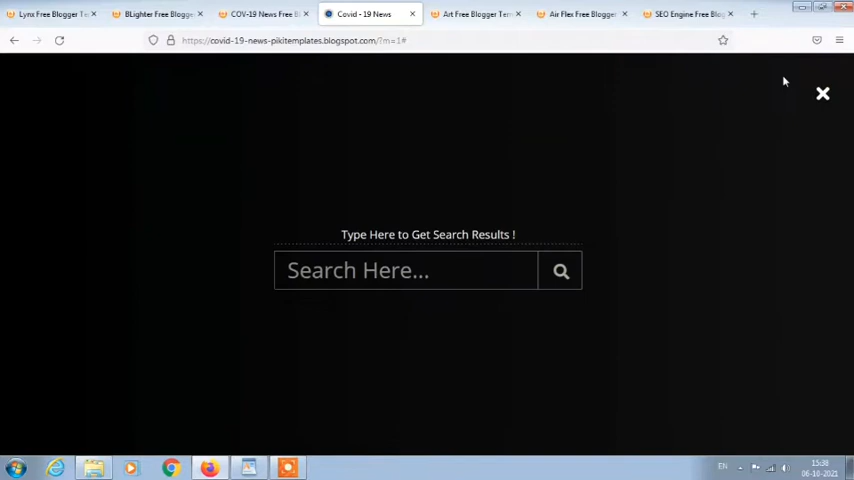 Lynx Free Blogger Te
BLighter Free Blogge
COV-19 News Free B
Covid - 19 News
Art Free Blogger Tem
Air Flex Free Blogger
SEO Engine Free Blog
https://covid-19-news-pikitemplates.blogspot.com/?m=1#
Type Here to Get Search Results !
Search Here...
EN
15:38
06-10-2021